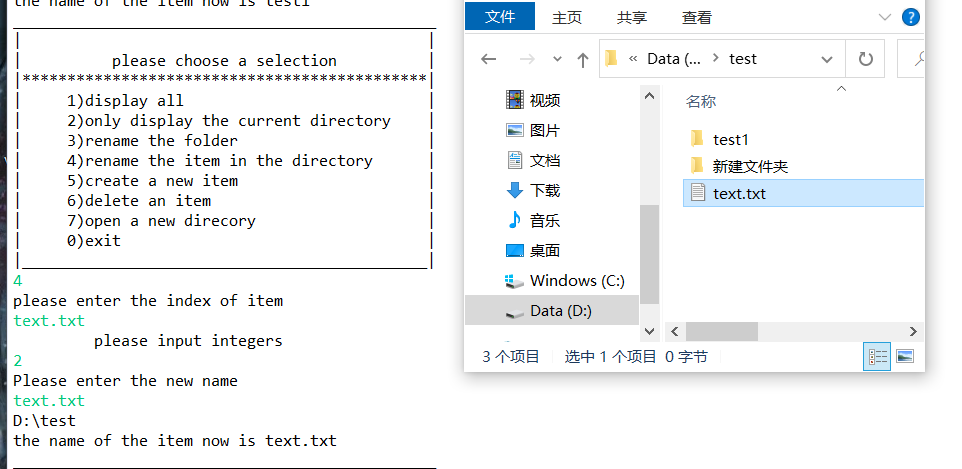 the name of the item now is test1
please choose a selection
|*********************************************|
1)display all
2)only display the current directory
3)rename the folder
4)rename the item in the directory
5)create a new item
6)delete an item
7)open a new direcory
0)exit
4
please enter the index of item
text.txt
please input integers
2
Please enter the new name
text.txt
D:\test
the name of the item now is text.txt
文件 主页 共享 查看
« Data (... > test
视频
图片
文档
下载
音乐
桌面
Windows (C:)
Data (D:)
名称
test1
新建文件夹
text.txt
3 个项目 选中 1 个项目 0 字节